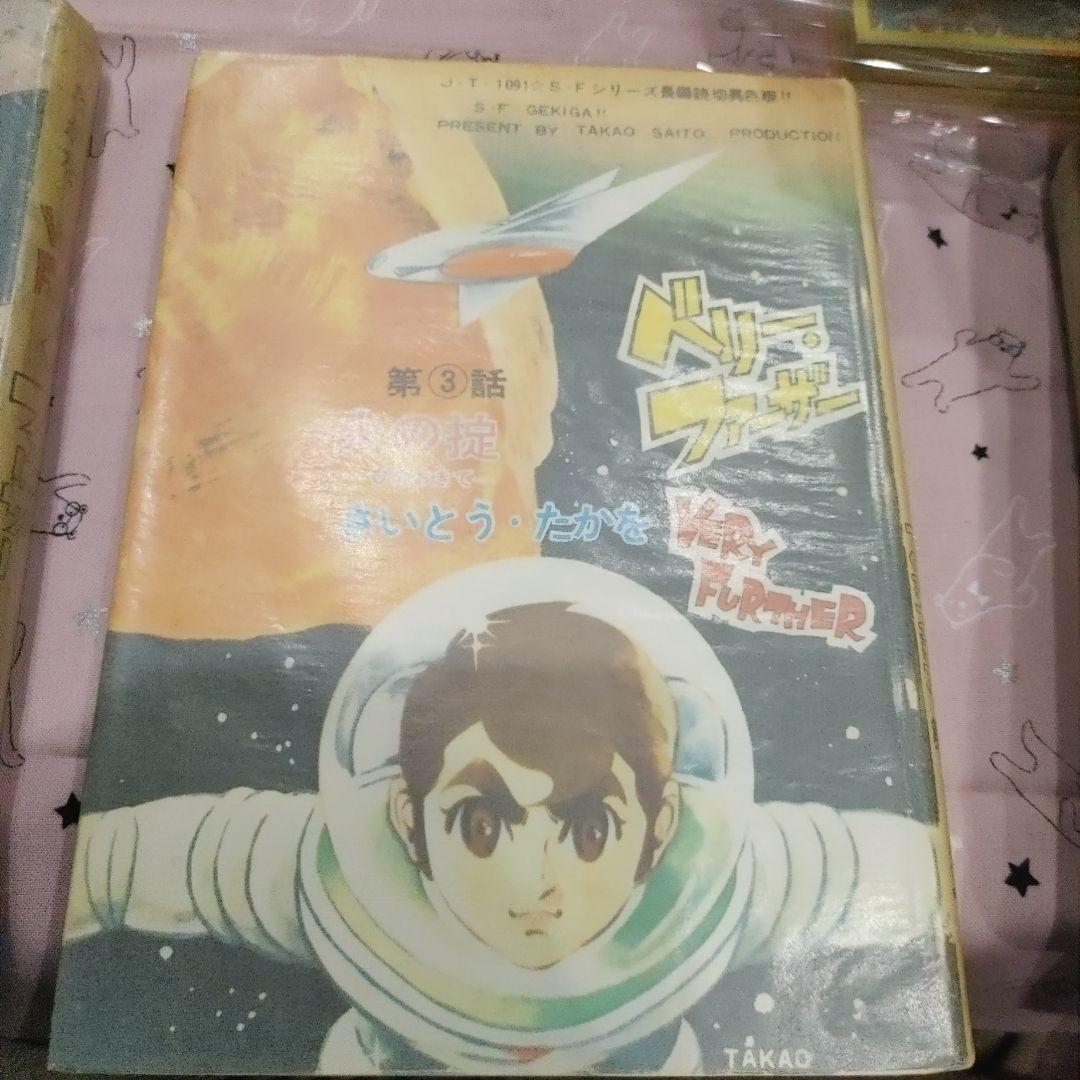 J・T・1091☆S・Fシリーズ長編読切異色版!!
S・F GEKIGA!!
PRESENT BY TAKAO SAITO PRODUCTION
ベリー・
ファーザー
第③話
の掟
さいとう・たかを
VERY
FURTHER
TAKAO